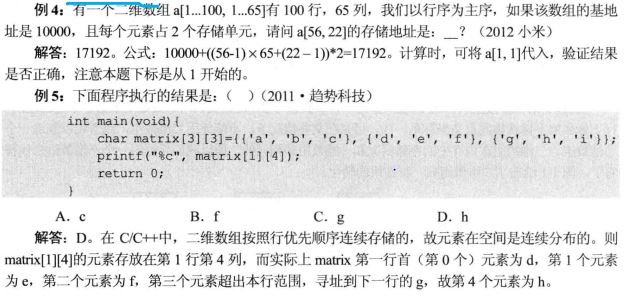 例4：有一个二维数组 a[1...100, 1...65]有 100 行，65 列，我们以行序为主序，如果该数组的基地
址是 10000，且每个元素占 2 个存储单元，请问 a[56, 22]的存储地址是：__？（2012 小米）
解答：17192。公式：10000+((56-1)×65+(22－1))*2=17192。计算时，可将 a[1, 1]代入，验证结果
是否正确，注意本题下标是从 1 开始的。
例5：下面程序执行的结果是：（ ）（2011·趋势科技）
int main(void){
char matrix[3][3]={{'a', 'b', 'c'}, {'d', 'e', 'f'}, {'g', 'h', 'i'}};
printf("%c", matrix[1][4]);
return 0;
}
A．c B．f C．g D．h
解答：D。在 C/C++中，二维数组按照行优先顺序连续存储的，故元素在空间是连续分布的。则
matrix[1][4]的元素存放在第 1 行第 4 列，而实际上 matrix 第一行首（第 0 个）元素为 d，第 1 个元素
为 e，第二个元素为 f，第三个元素超出本行范围，寻址到下一行的 g，故第 4 个元素为 h。